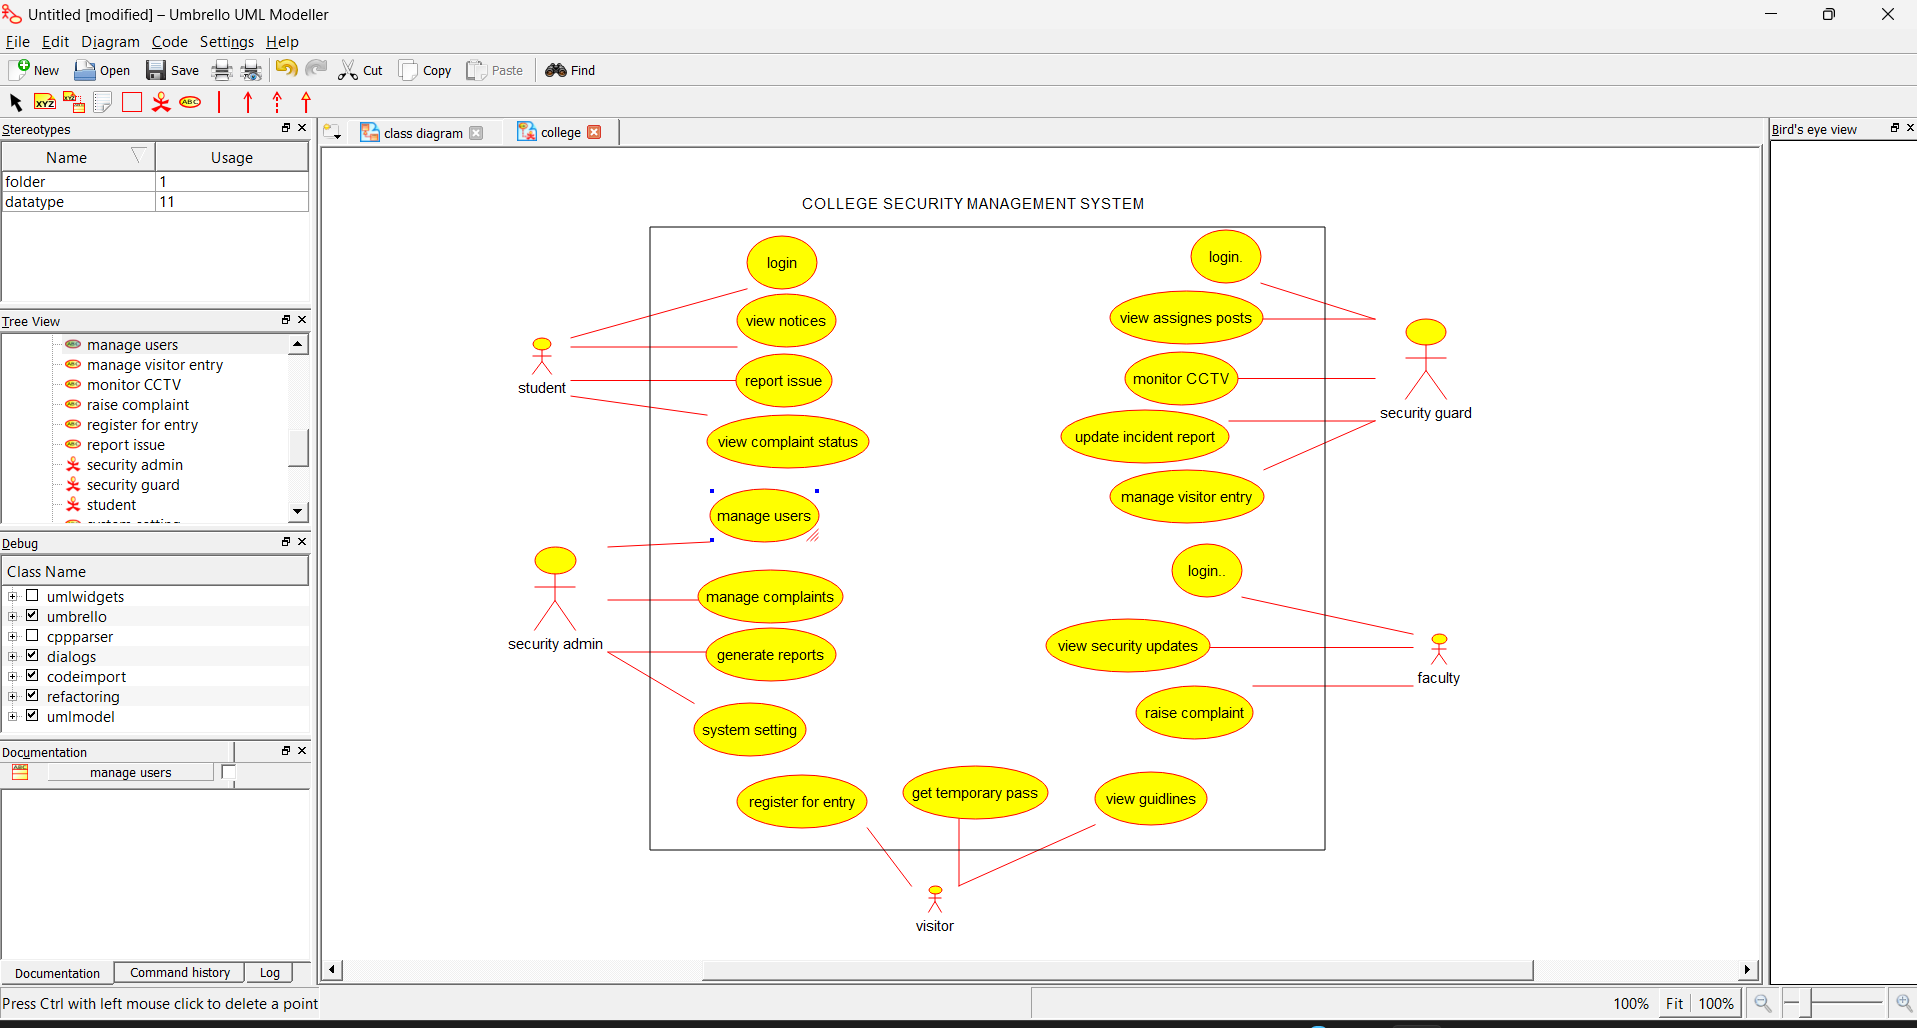 Untitled [modified] – Umbrello UML Modeller
File Edit Diagram Code Settings Help
New Open Save Cut Copy Paste Find
XYZ XYZ ABC
Stereotypes
Name Usage
folder 1
datatype 11
Tree View
manage users
manage visitor entry
monitor CCTV
raise complaint
register for entry
report issue
security admin
security guard
student
Debug
Class Name
umlwidgets
umbrello
cppparser
dialogs
codeimport
refactoring
umlmodel
Documentation
manage users
Documentation Command history Log
Press Ctrl with left mouse click to delete a point
class diagram college
COLLEGE SECURITY MANAGEMENT SYSTEM
login
view notices
report issue
view complaint status
student
manage users
manage complaints
generate reports
system setting
security admin
login.
view assignes posts
monitor CCTV
update incident report
manage visitor entry
security guard
login..
view security updates
raise complaint
faculty
register for entry
get temporary pass
view guidlines
visitor
Bird's eye view
100% Fit 100%